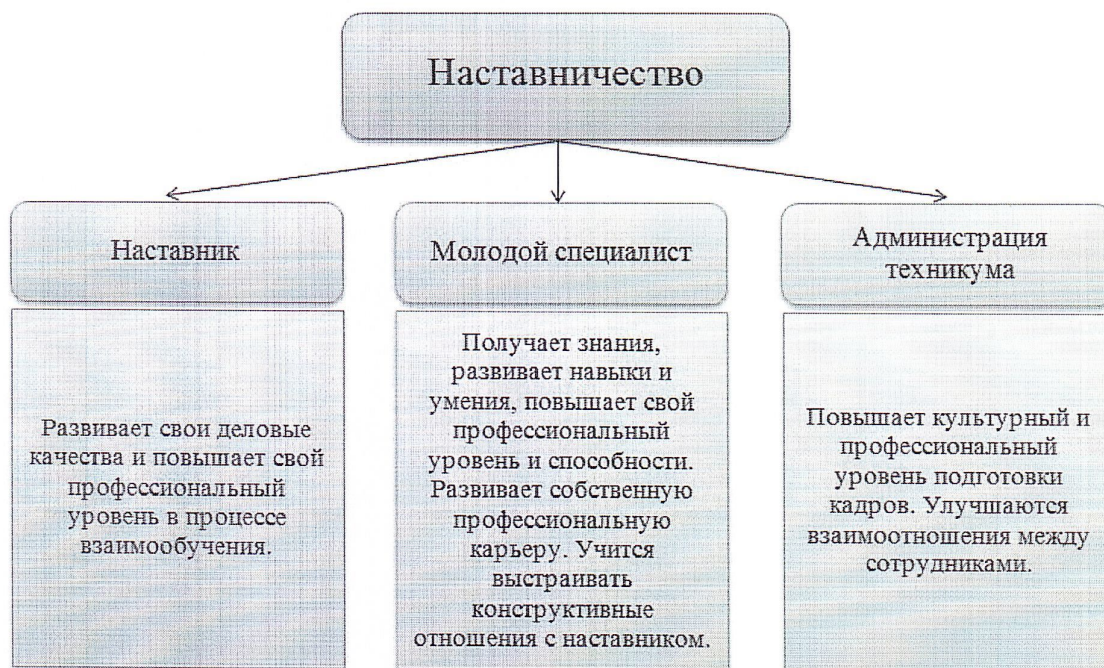 Наставничество
Наставник
Развивает свои деловые
качества и повышает свой
профессиональный
уровень в процессе
взаимообучения.
Молодой специалист
Получает знания,
развивает навыки и
умения, повышает свой
профессиональный
уровень и способности.
Развивает собственную
профессиональную
карьеру. Учится
выстраивать
конструктивные
отношения с наставником.
Администрация
техникума
Повышает культурный и
профессиональный
уровень подготовки
кадров. Улучшаются
взаимоотношения между
сотрудниками.